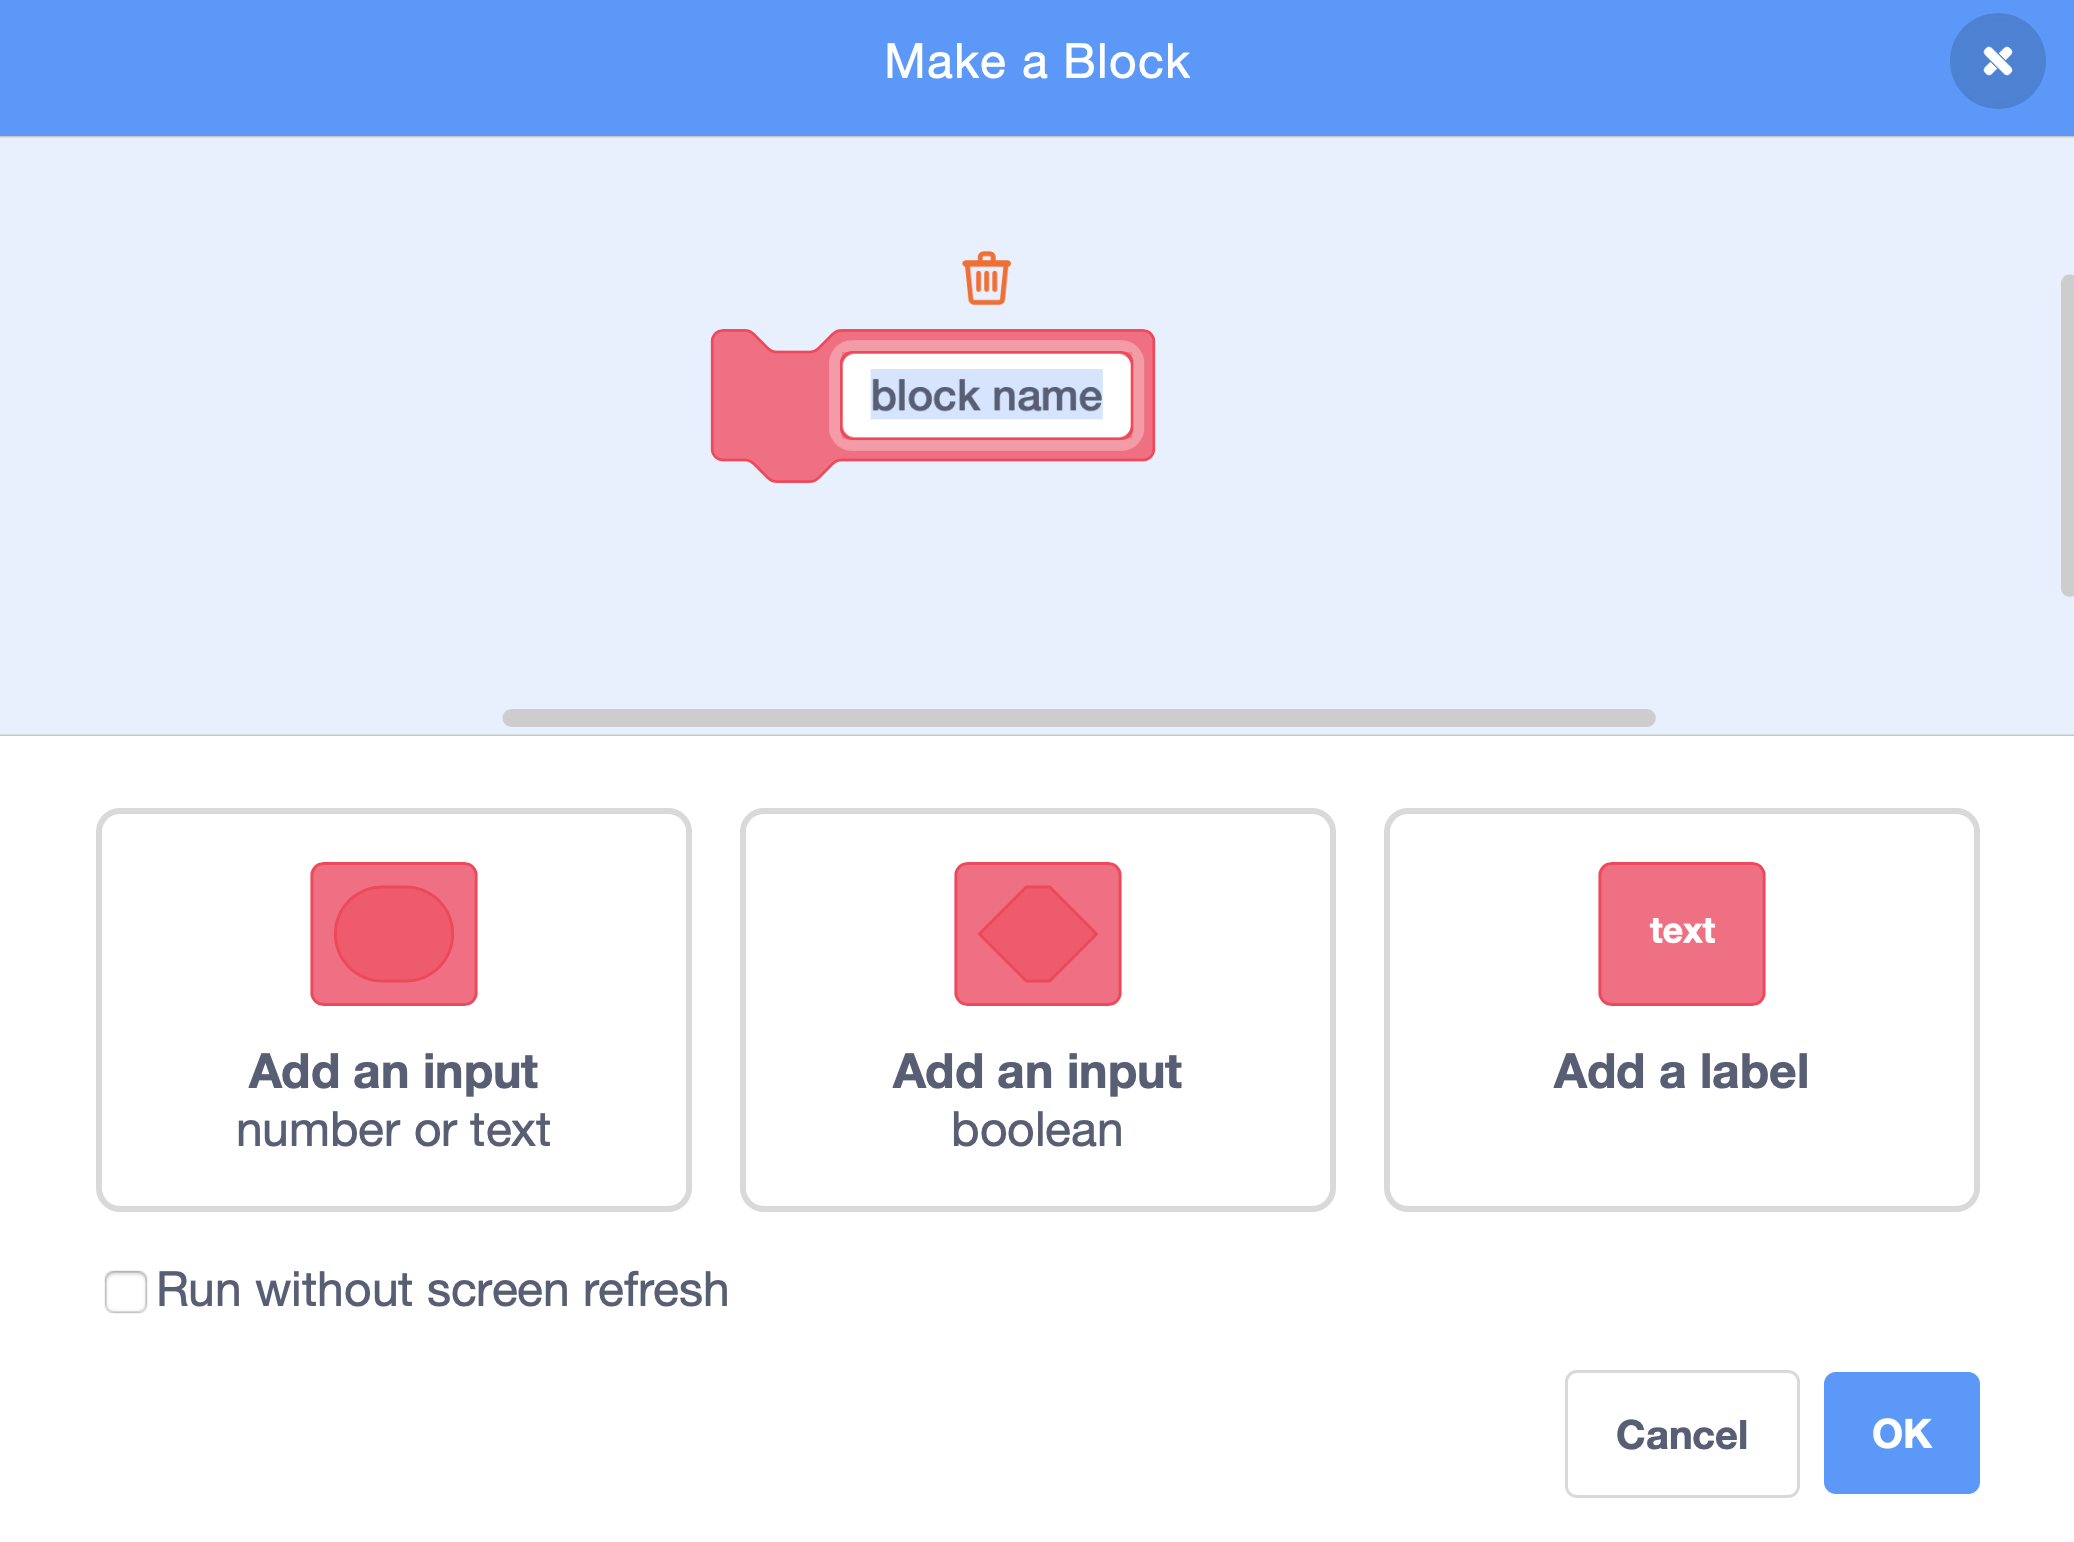 Make a Block
block name
text
Add an input
number or text
Add an input
boolean
Add a label
Run without screen refresh
Cancel
OK